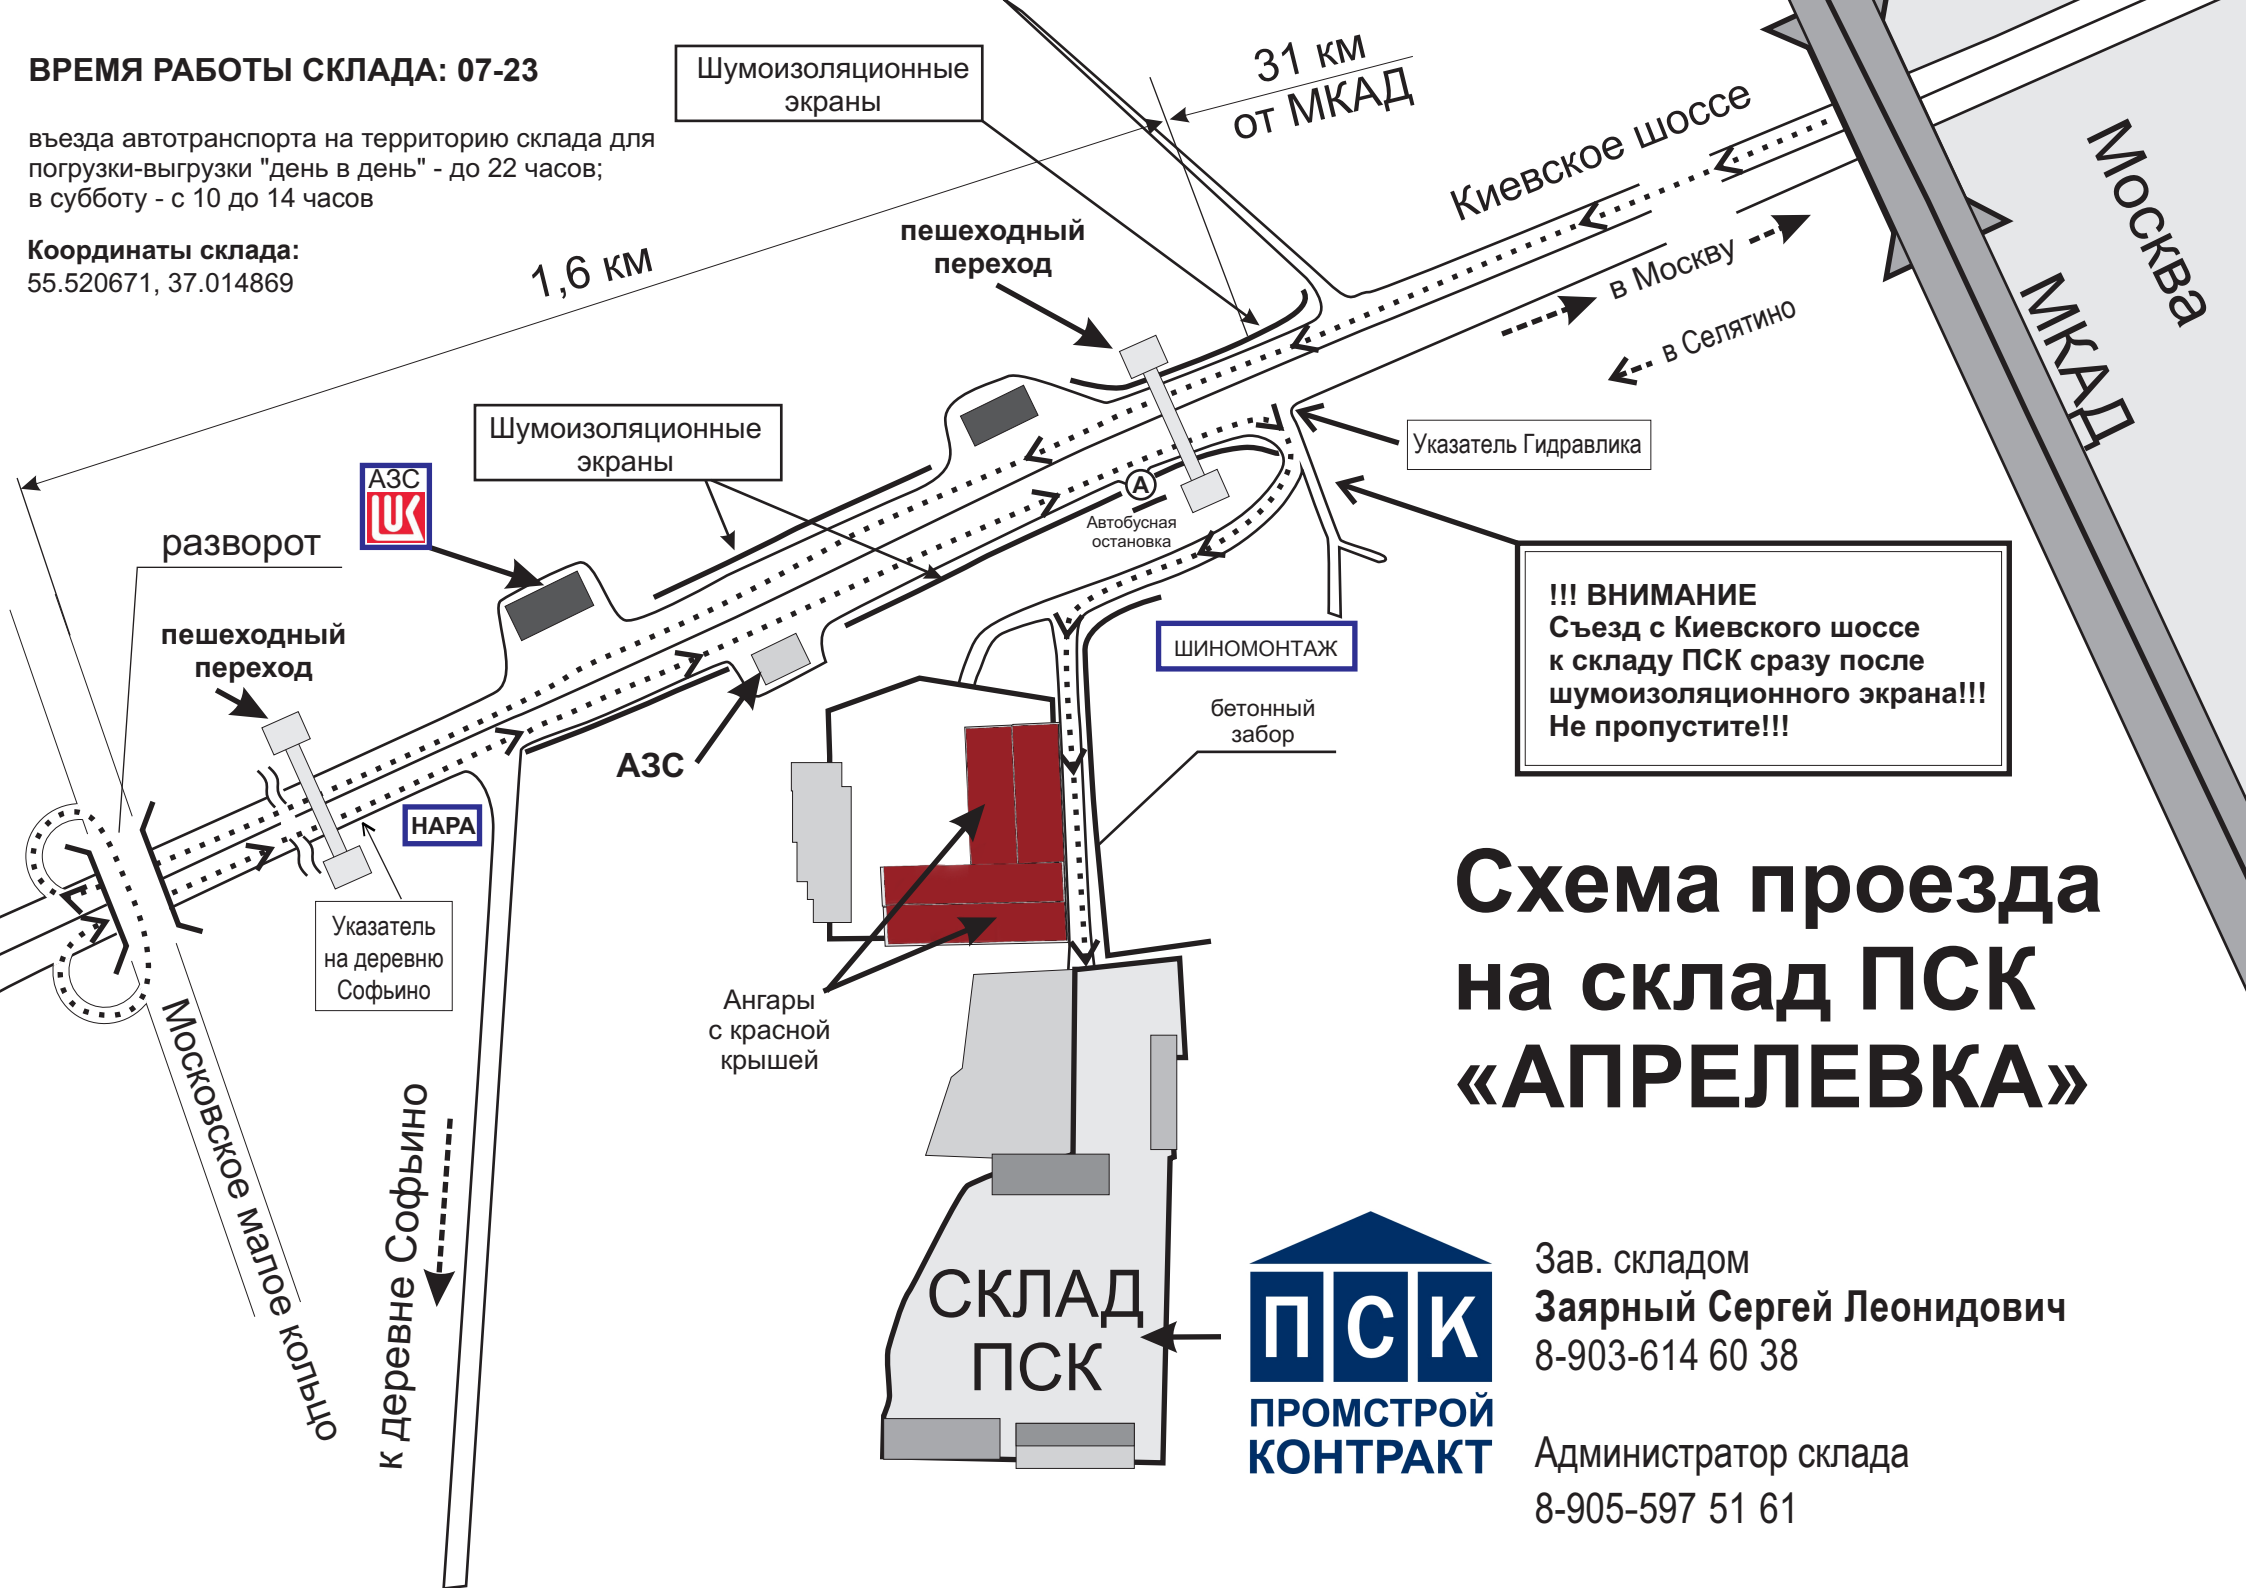 ВРЕМЯ РАБОТЫ СКЛАДА: 07-23
въезда автотранспорта на территорию склада для
погрузки-выгрузки "день в день" - до 22 часов;
в субботу - с 10 до 14 часов
Координаты склада:
55.520671, 37.014869
Шумоизоляционные
экраны
31 км
от МКАД
Киевское шоссе
Москва
МКАД
1,6 км
пешеходный
переход
в Москву
в Селятино
Шумоизоляционные
экраны
Указатель Гидравлика
АЗС
LUK
А
Автобусная
остановка
разворот
!!! ВНИМАНИЕ
Съезд с Киевского шоссе
к складу ПСК сразу после
шумоизоляционного экрана!!!
Не пропустите!!!
пешеходный
переход
ШИНОМОНТАЖ
бетонный
забор
АЗС
НАРА
Указатель
на деревню
Софьино
Ангары
с красной
крышей
Московское малое кольцо
к деревне Софьино
Схема проезда
на склад ПСК
«АПРЕЛЕВКА»
СКЛАД
ПСК
ПСК
ПРОМСТРОЙ
КОНТРАКТ
Зав. складом
Заярный Сергей Леонидович
8-903-614 60 38
Администратор склада
8-905-597 51 61